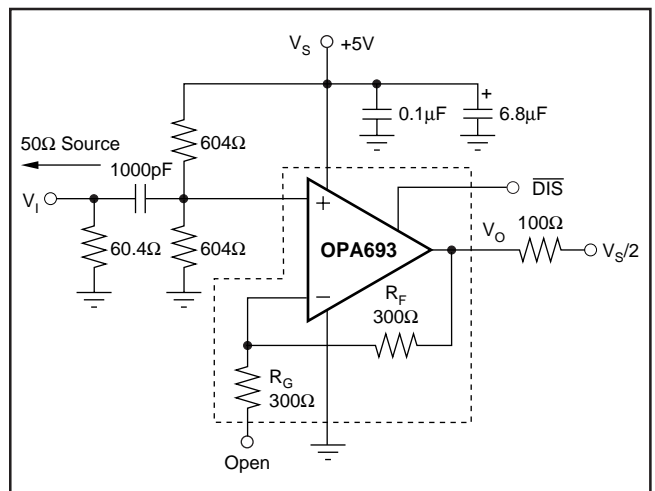 V_S +5V
0.1µF
6.8µF
+
50Ω Source
604Ω
1000pF
V_I
60.4Ω
604Ω
DIS
+
OPA693
V_O
100Ω
V_S/2
−
R_F
300Ω
R_G
300Ω
Open